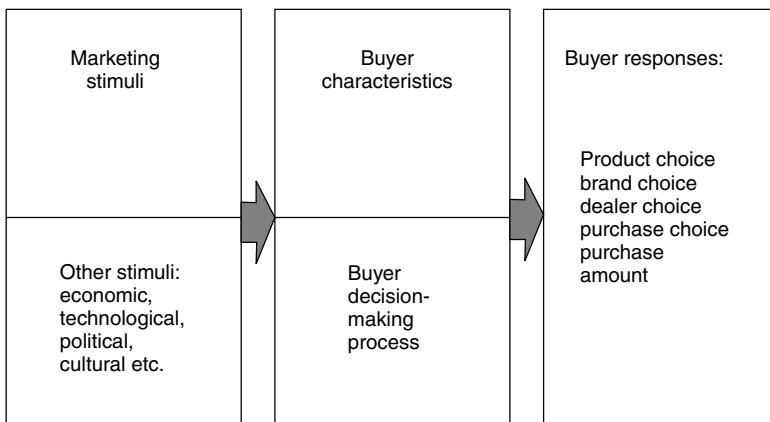 Marketing
stimuli
Other stimuli:
economic,
technological,
political,
cultural etc.
Buyer
characteristics
Buyer
decision-
making
process
Buyer responses:
Product choice
brand choice
dealer choice
purchase choice
purchase
amount